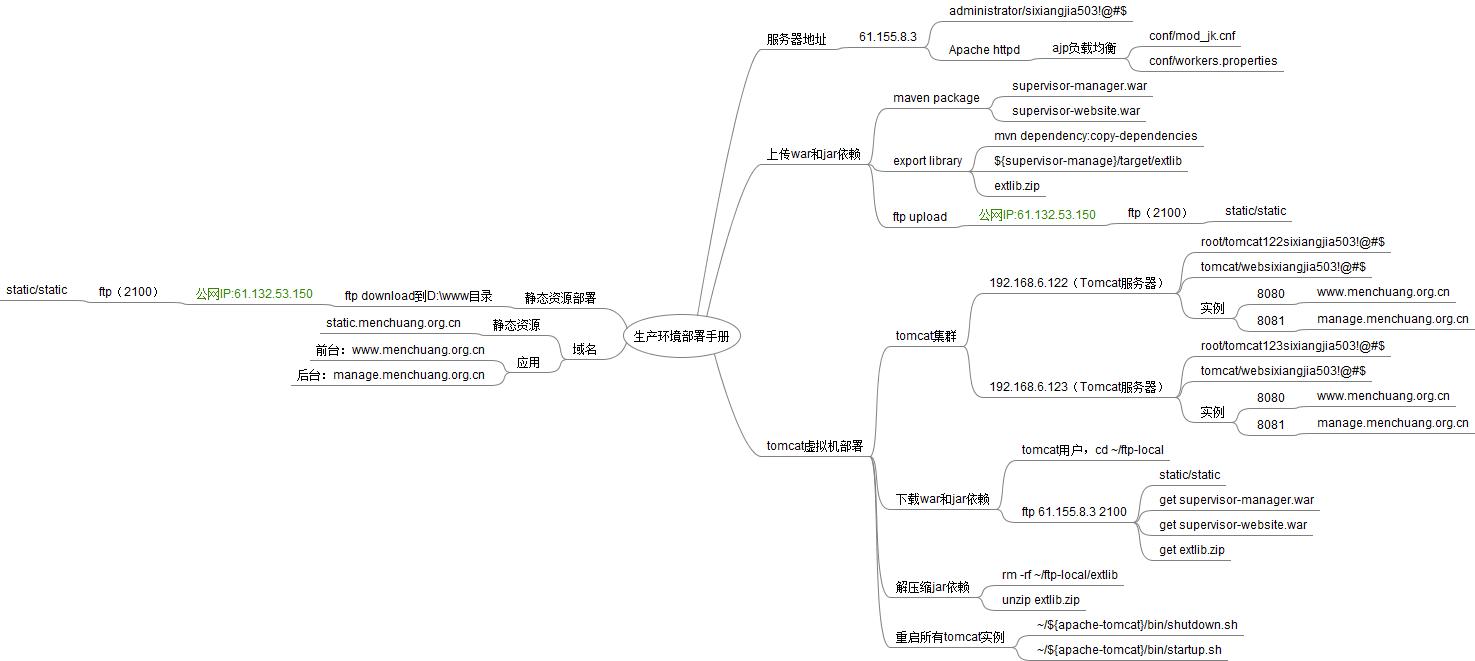 生产环境部署手册
服务器地址
61.155.8.3
administrator/sixiangjia503!@#$
Apache httpd
ajp负载均衡
conf/mod_jk.cnf
conf/workers.properties
上传war和jar依赖
maven package
supervisor-manager.war
supervisor-website.war
export library
mvn dependency:copy-dependencies
${supervisor-manage}/target/extlib
extlib.zip
ftp upload
公网IP:61.132.53.150
ftp（2100）
static/static
tomcat虚拟机部署
tomcat集群
192.168.6.122（Tomcat服务器）
root/tomcat122sixiangjia503!@#$
tomcat/websixiangjia503!@#$
实例
8080
www.menchuang.org.cn
8081
manage.menchuang.org.cn
192.168.6.123（Tomcat服务器）
root/tomcat123sixiangjia503!@#$
tomcat/websixiangjia503!@#$
实例
8080
www.menchuang.org.cn
8081
manage.menchuang.org.cn
下载war和jar依赖
tomcat用户，cd ~/ftp-local
ftp 61.155.8.3 2100
static/static
get supervisor-manager.war
get supervisor-website.war
get extlib.zip
解压缩jar依赖
rm -rf ~/ftp-local/extlib
unzip extlib.zip
重启所有tomcat实例
~/${apache-tomcat}/bin/shutdown.sh
~/${apache-tomcat}/bin/startup.sh
静态资源部署
ftp download到D:\www目录
公网IP:61.132.53.150
ftp（2100）
static/static
域名
静态资源
static.menchuang.org.cn
应用
前台：www.menchuang.org.cn
后台：manage.menchuang.org.cn